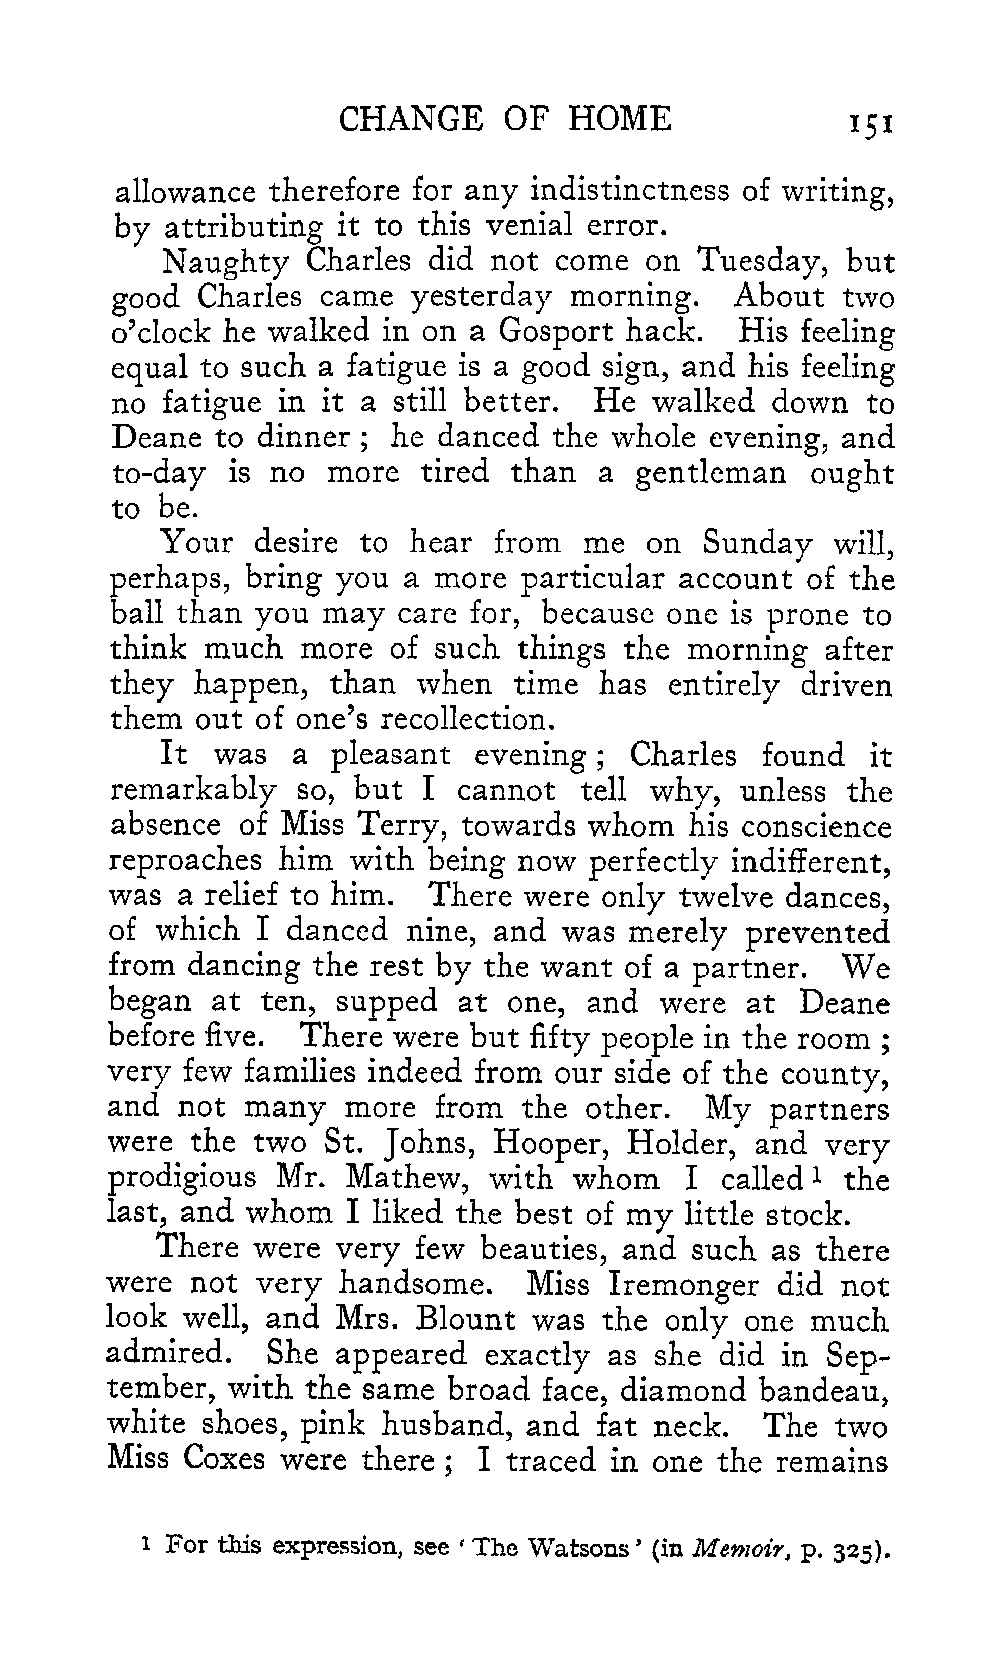 CHANGE OF HOME 151
allowance therefore for any indistinctness of writing,
by attributing it to this venial error.
Naughty Charles did not come on Tuesday, but
good Charles came yesterday morning. About two
o'clock he walked in on a Gosport hack. His feeling
equal to such a fatigue is a good sign, and his feeling
no fatigue in it a still better. He walked down to
Deane to dinner ; he danced the whole evening, and
to-day is no more tired than a gentleman ought
to be.
Your desire to hear from me on Sunday will,
perhaps, bring you a more particular account of the
ball than you may care for, because one is prone to
think much more of such things the morning after
they happen, than when time has entirely driven
them out of one's recollection.
It was a pleasant evening ; Charles found it
remarkably so, but I cannot tell why, unless the
absence of Miss Terry, towards whom his conscience
reproaches him with being now perfectly indifferent,
was a relief to him. There were only twelve dances,
of which I danced nine, and was merely prevented
from dancing the rest by the want of a partner. We
began at ten, supped at one, and were at Deane
before five. There were but fifty people in the room ;
very few families indeed from our side of the county,
and not many more from the other. My partners
were the two St. Johns, Hooper, Holder, and very
prodigious Mr. Mathew, with whom I called ¹ the
last, and whom I liked the best of my little stock.
There were very few beauties, and such as there
were not very handsome. Miss Iremonger did not
look well, and Mrs. Blount was the only one much
admired. She appeared exactly as she did in Sep-
tember, with the same broad face, diamond bandeau,
white shoes, pink husband, and fat neck. The two
Miss Coxes were there ; I traced in one the remains
¹ For this expression, see ' The Watsons ' (in Memoir, p. 325).